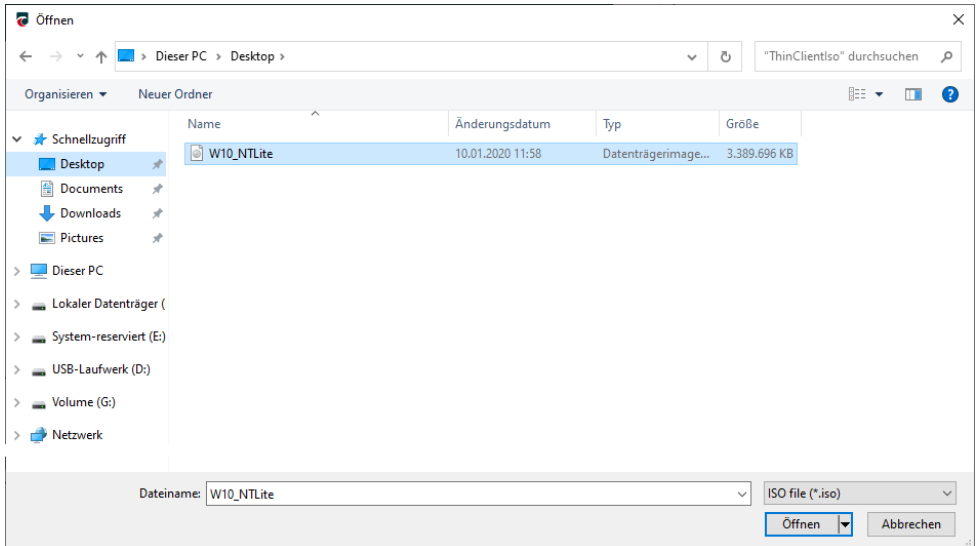 Öffnen
Dieser PC > Desktop >
"ThinClientIso" durchsuchen
Organisieren Neuer Ordner
Name Änderungsdatum Typ Größe
W10_NTLite 10.01.2020 11:58 Datenträgerimage... 3.389.696 KB
Schnellzugriff
Desktop
Documents
Downloads
Pictures
Dieser PC
Lokaler Datenträger (
System-reserviert (E:)
USB-Laufwerk (D:)
Volume (G:)
Netzwerk
Dateiname: W10_NTLite ISO file (*.iso)
Öffnen Abbrechen